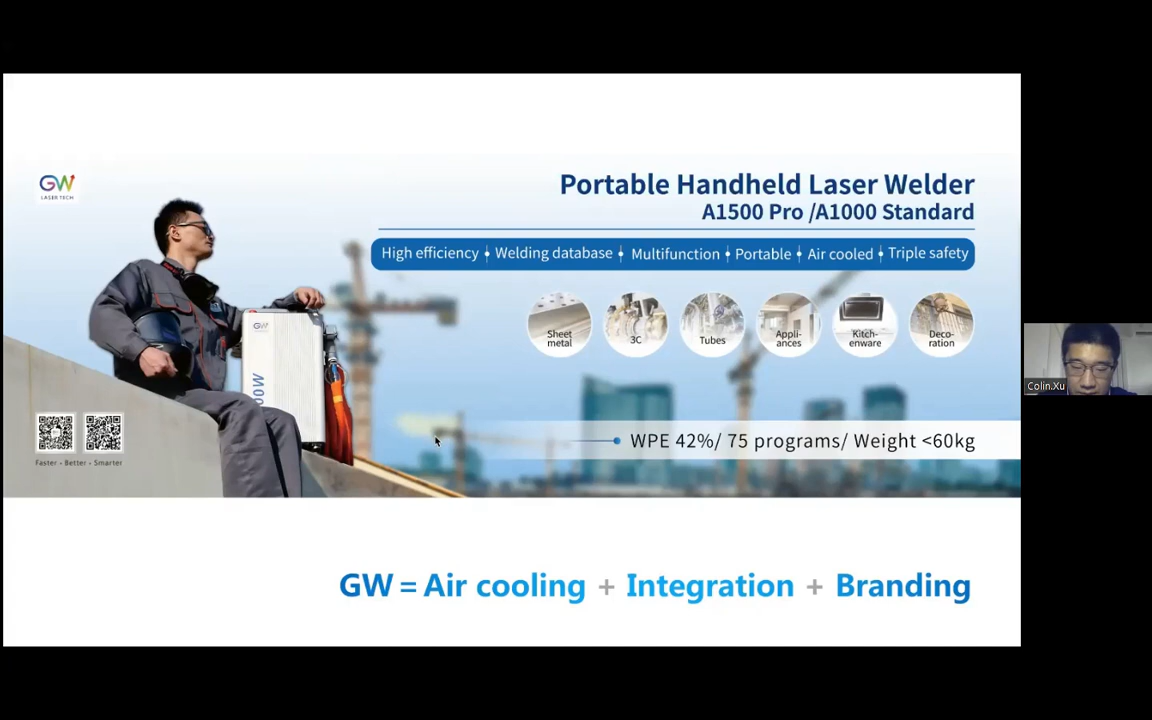 GW
LASER TECH
Portable Handheld Laser Welder
A1500 Pro /A1000 Standard
High efficiency
Welding database
Multifunction
Portable
Air cooled
Triple safety
Sheet
metal
3C
Tubes
Appli-
ances
Kitch-
enware
Deco-
ration
GW
00W
Colin.Xu
WPE 42%/ 75 programs/ Weight <60kg
Faster - Better - Smarter
GW = Air cooling + Integration + Branding